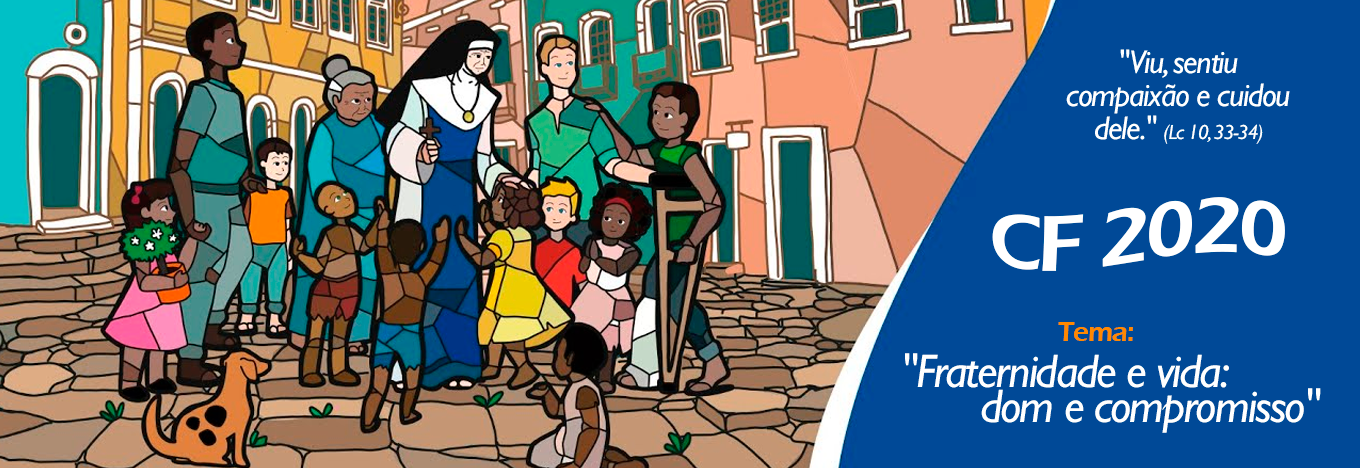 "Viu, sentiu
compaixão e cuidou
dele." (Lc 10, 33-34)
CF 2020
Tema:
"Fraternidade e vida:
dom e compromisso"